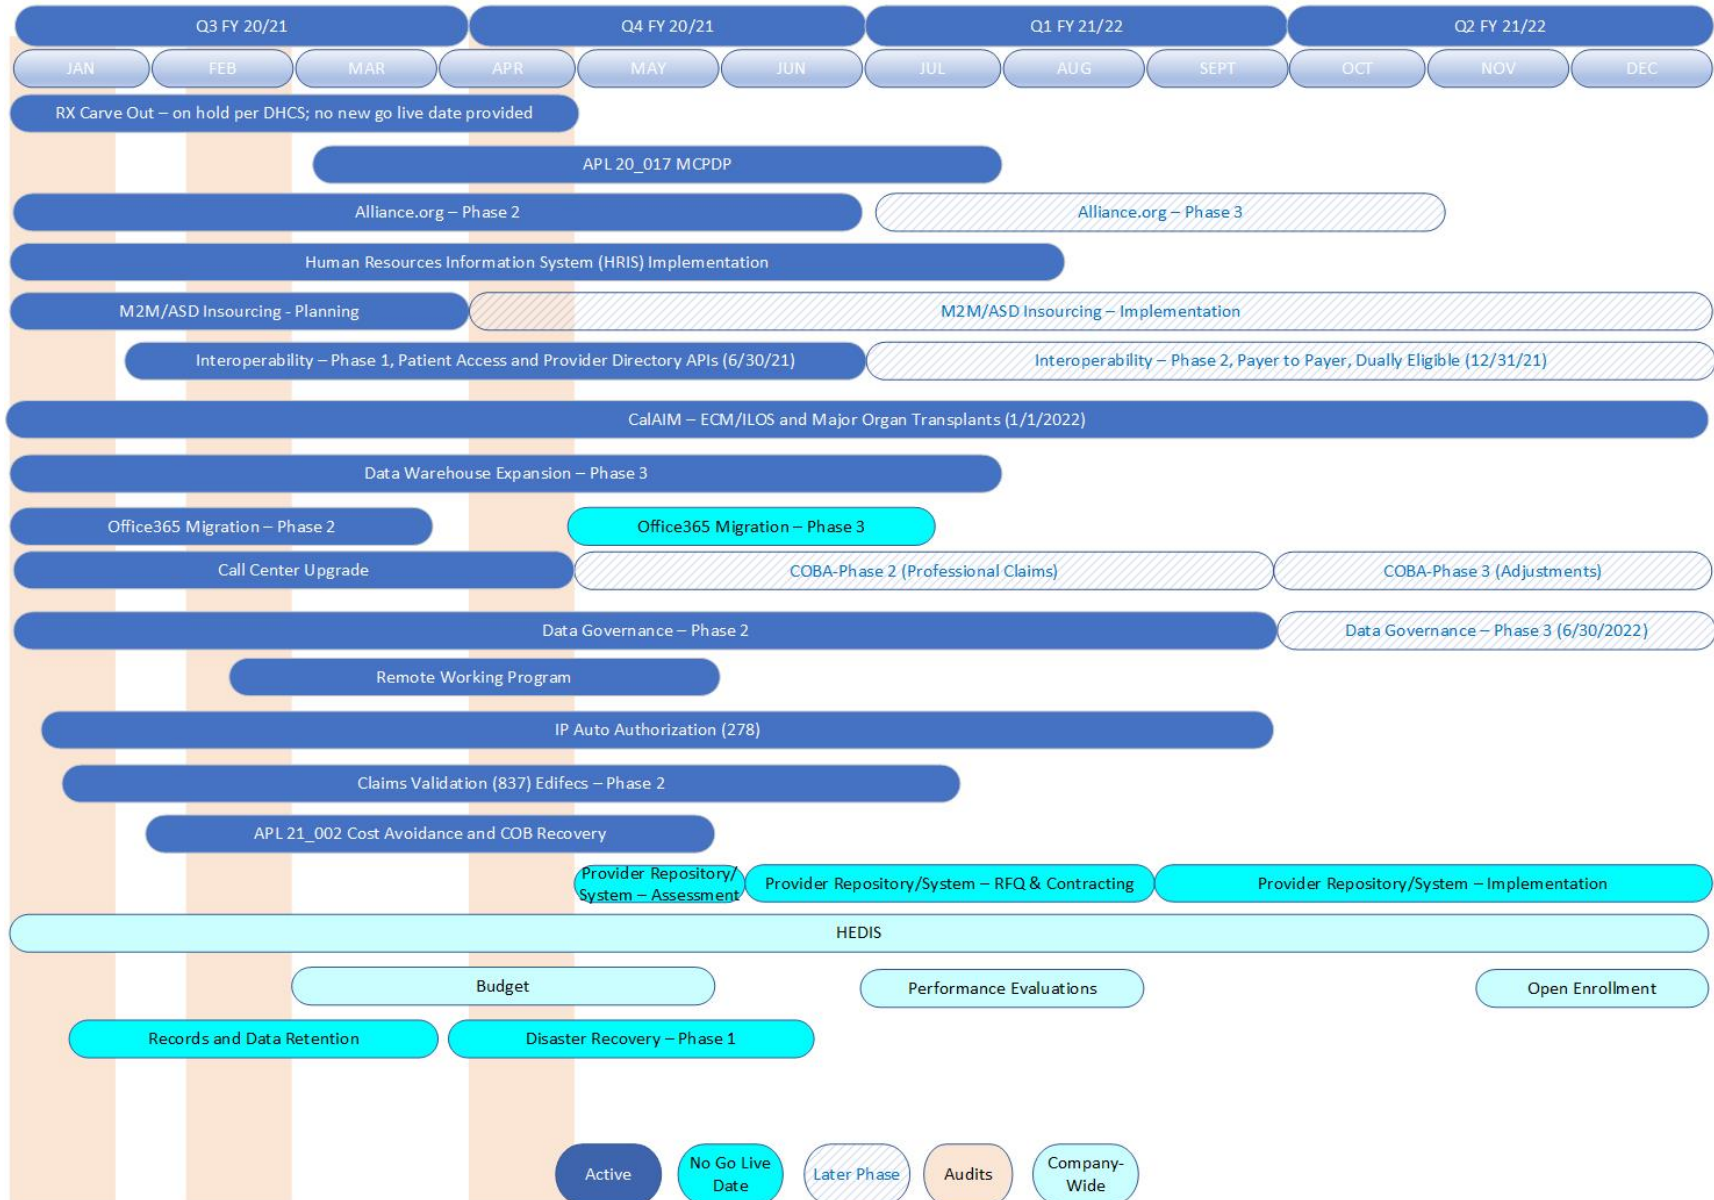 Q3 FY 20/21
Q4 FY 20/21
Q1 FY 21/22
Q2 FY 21/22
JAN
FEB
MAR
APR
MAY
JUN
JUL
AUG
SEPT
OCT
NOV
DEC
RX Carve Out – on hold per DHCS; no new go live date provided
APL 20_017 MCPDP
Alliance.org – Phase 2
Alliance.org – Phase 3
Human Resources Information System (HRIS) Implementation
M2M/ASD Insourcing - Planning
M2M/ASD Insourcing – Implementation
Interoperability – Phase 1, Patient Access and Provider Directory APIs (6/30/21)
Interoperability – Phase 2, Payer to Payer, Dually Eligible (12/31/21)
CalAIM – ECM/ILOS and Major Organ Transplants (1/1/2022)
Data Warehouse Expansion – Phase 3
Office365 Migration – Phase 2
Office365 Migration – Phase 3
Call Center Upgrade
COBA-Phase 2 (Professional Claims)
COBA-Phase 3 (Adjustments)
Data Governance – Phase 2
Data Governance – Phase 3 (6/30/2022)
Remote Working Program
IP Auto Authorization (278)
Claims Validation (837) Edifecs – Phase 2
APL 21_002 Cost Avoidance and COB Recovery
Provider Repository/
System – Assessment
Provider Repository/System – RFQ & Contracting
Provider Repository/System – Implementation
HEDIS
Budget
Performance Evaluations
Open Enrollment
Records and Data Retention
Disaster Recovery – Phase 1
Active
No Go Live
Date
Later Phase
Audits
Company-
Wide